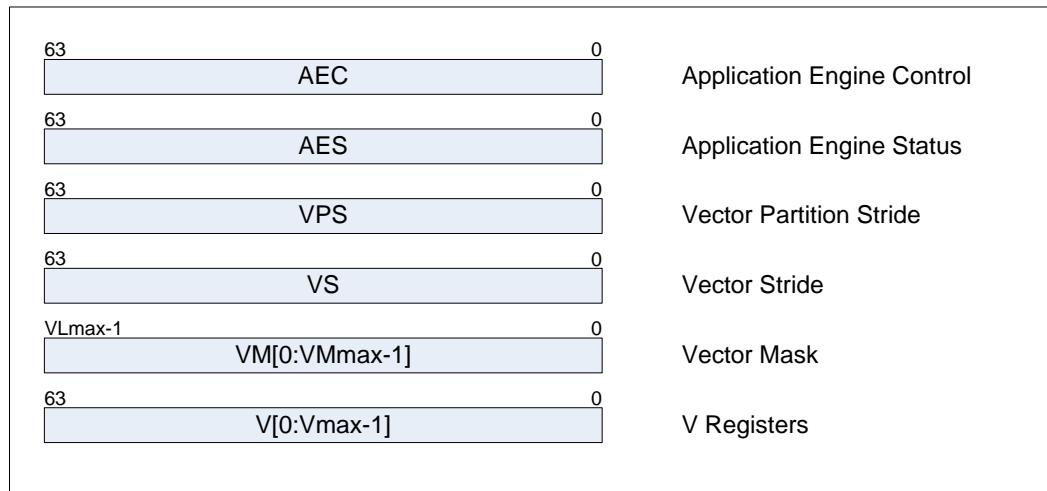 63 0
AEC Application Engine Control
63 0
AES Application Engine Status
63 0
VPS Vector Partition Stride
63 0
VS Vector Stride
VLmax-1 0
VM[0:VMmax-1] Vector Mask
63 0
V[0:Vmax-1] V Registers